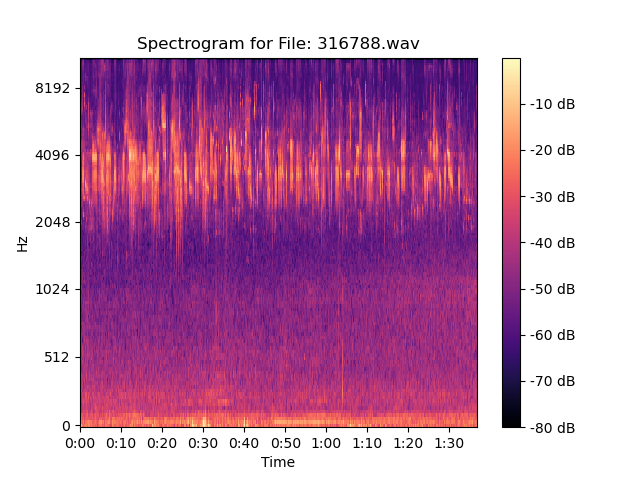 Spectrogram for File: 316788.wav
8192
4096
2048
1024
512
0
Hz
0:00 0:10 0:20 0:30 0:40 0:50 1:00 1:10 1:20 1:30
Time
-10 dB
-20 dB
-30 dB
-40 dB
-50 dB
-60 dB
-70 dB
-80 dB